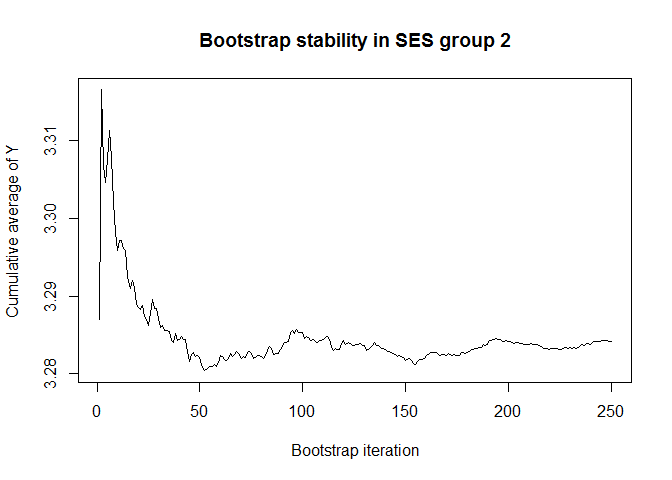 Bootstrap stability in SES group 2
Cumulative average of Y
3.31
3.30
3.29
3.28
0 50 100 150 200 250
Bootstrap iteration